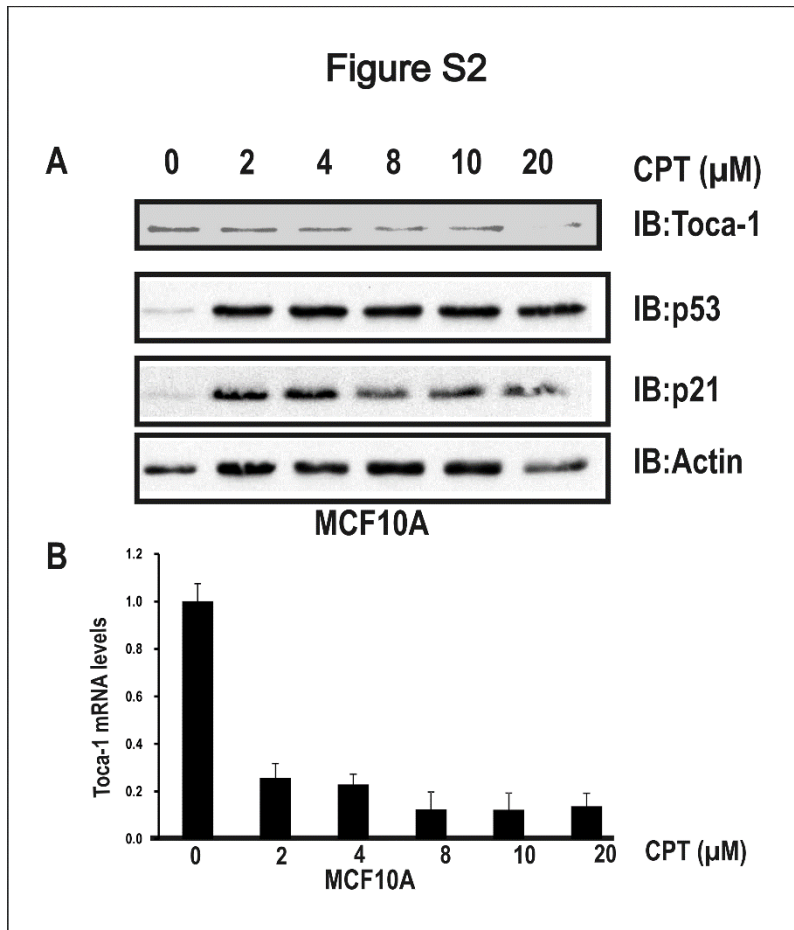 Figure S2
A
0 2 4 8 10 20 CPT (µM)
IB:Toca-1
IB:p53
IB:p21
IB:Actin
MCF10A
B
Toca-1 mRNA levels
1.2
1.0
0.8
0.6
0.4
0.2
0.0
0 2 4 8 10 20 CPT (µM)
MCF10A